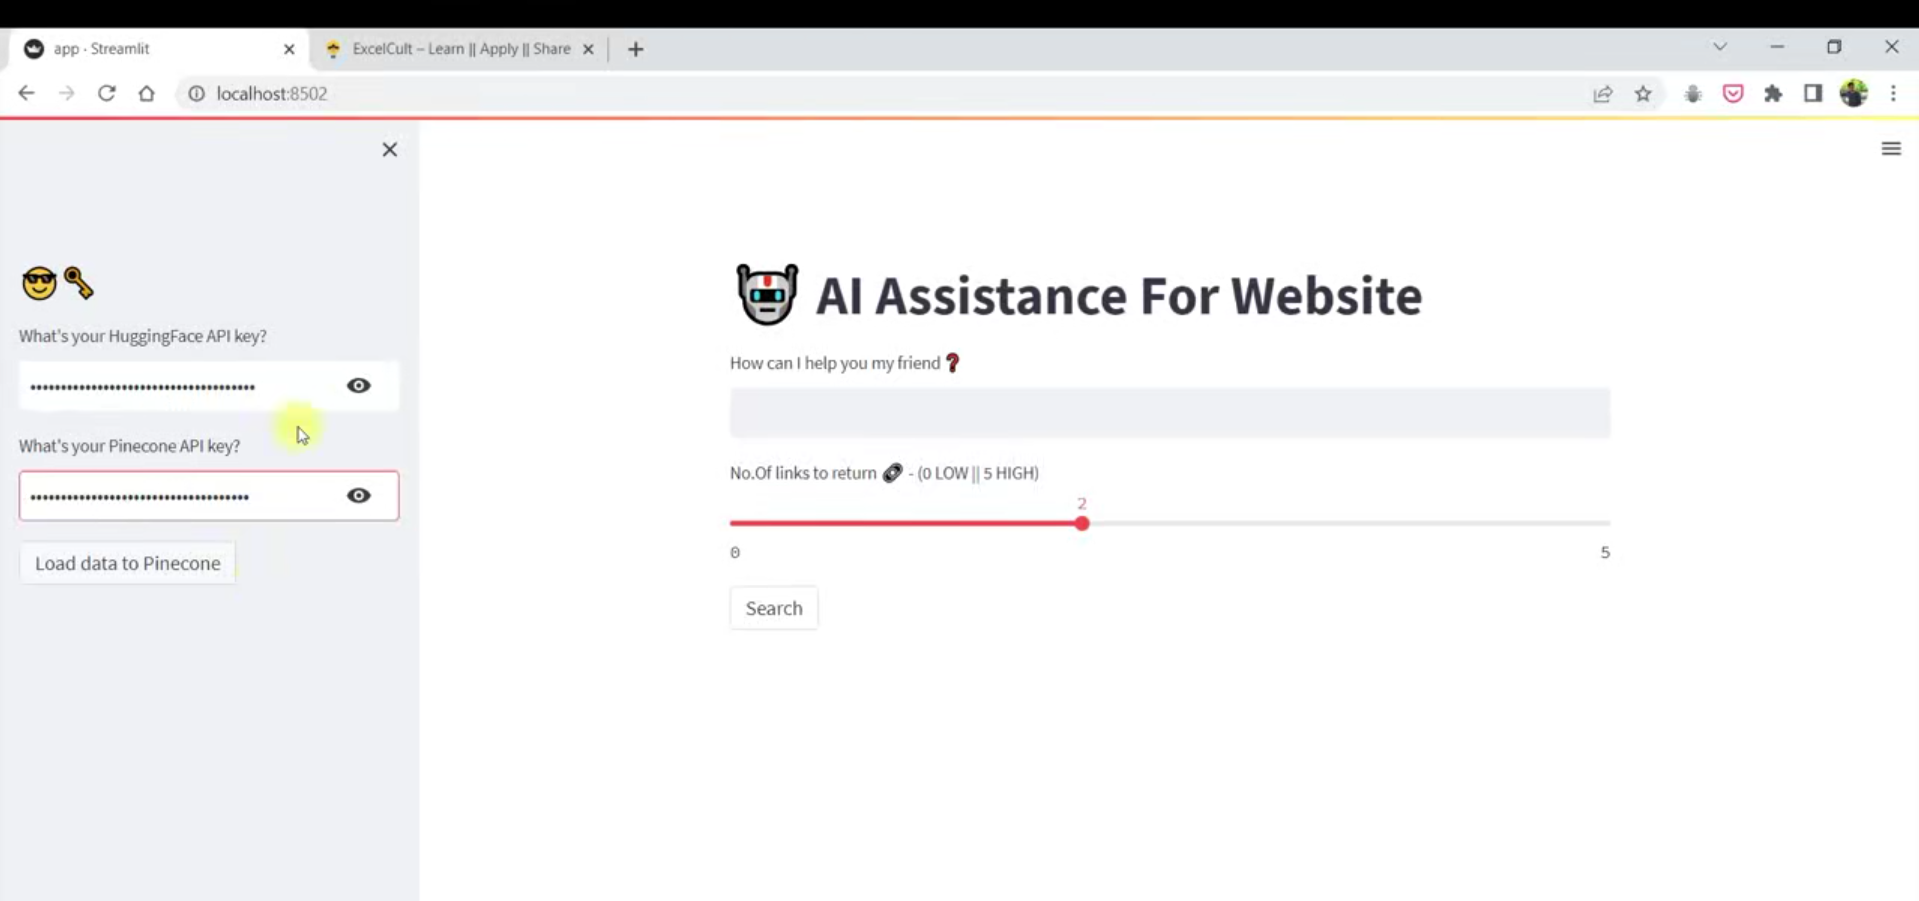 app · Streamlit
ExcelCult – Learn || Apply || Share
localhost:8502
What's your HuggingFace API key?
What's your Pinecone API key?
Load data to Pinecone
AI Assistance For Website
How can I help you my friend ❓
No.Of links to return 🔗 - (0 LOW || 5 HIGH)
2
0 5
Search